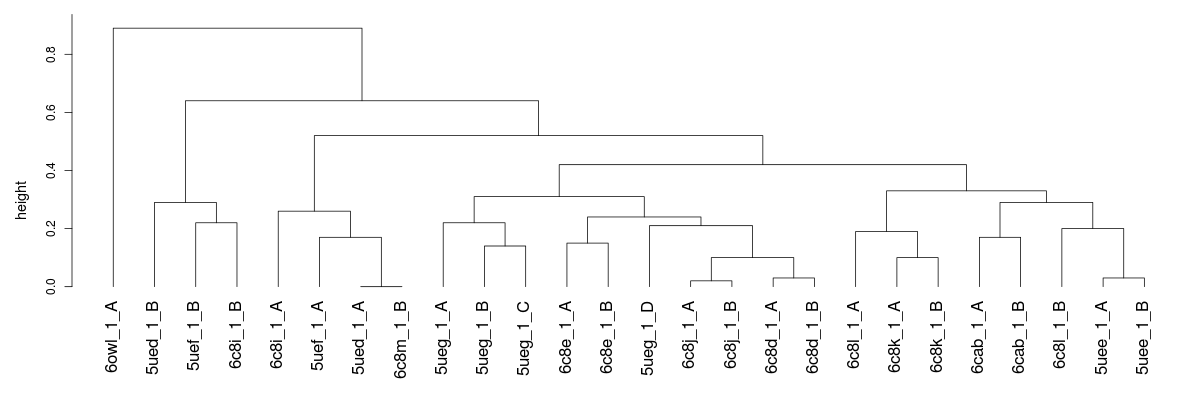 height
0.8
0.6
0.4
0.2
0.0
6owl_1_A
5ued_1_B
5uef_1_B
6c8i_1_B
6c8i_1_A
5uef_1_A
5ued_1_A
6c8m_1_B
5ueg_1_A
5ueg_1_B
5ueg_1_C
6c8e_1_A
6c8e_1_B
5ueg_1_D
6c8j_1_A
6c8j_1_B
6c8d_1_A
6c8d_1_B
6c8l_1_A
6c8k_1_A
6c8k_1_B
6cab_1_A
6cab_1_B
6c8l_1_B
5uee_1_A
5uee_1_B